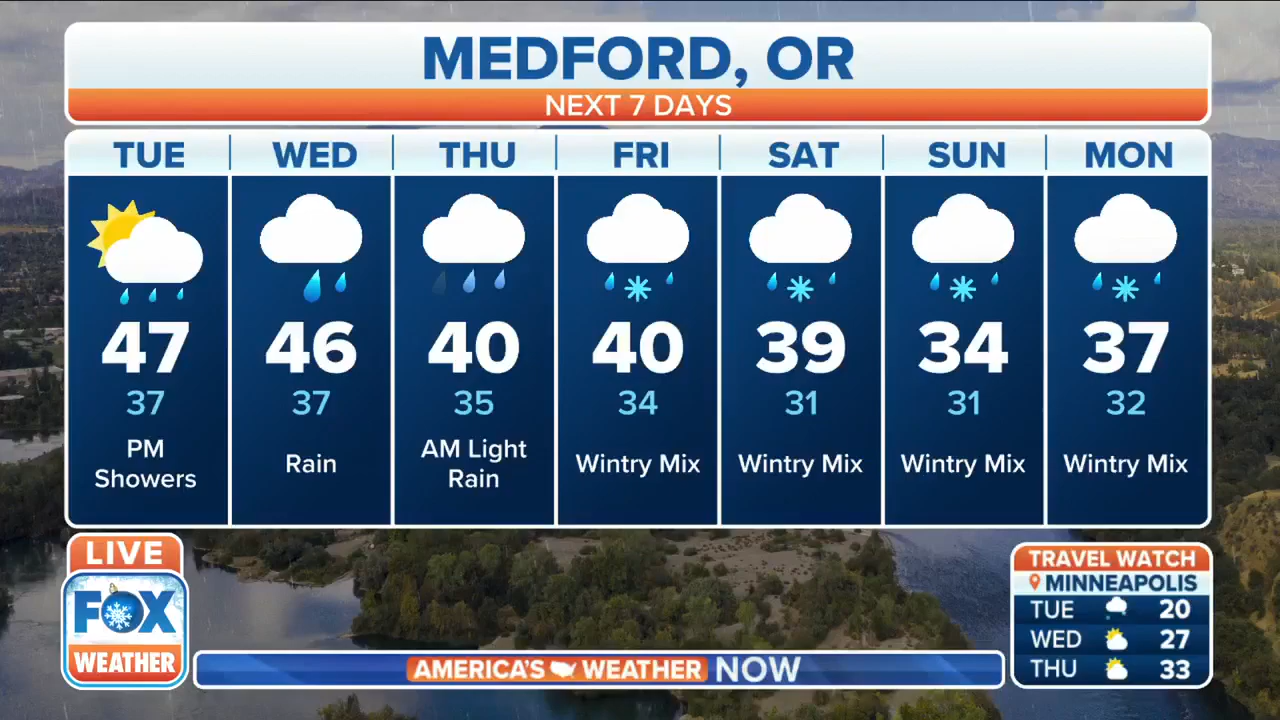 MEDFORD, OR
NEXT 7 DAYS
TUE WED THU FRI SAT SUN MON
47 46 40 40 39 34 37
37 37 35 34 31 31 32
PM Showers
Rain
AM Light Rain
Wintry Mix
Wintry Mix
Wintry Mix
Wintry Mix
LIVE
FOX
WEATHER
AMERICA'S WEATHER NOW
TRAVEL WATCH
MINNEAPOLIS
TUE 20
WED 27
THU 33